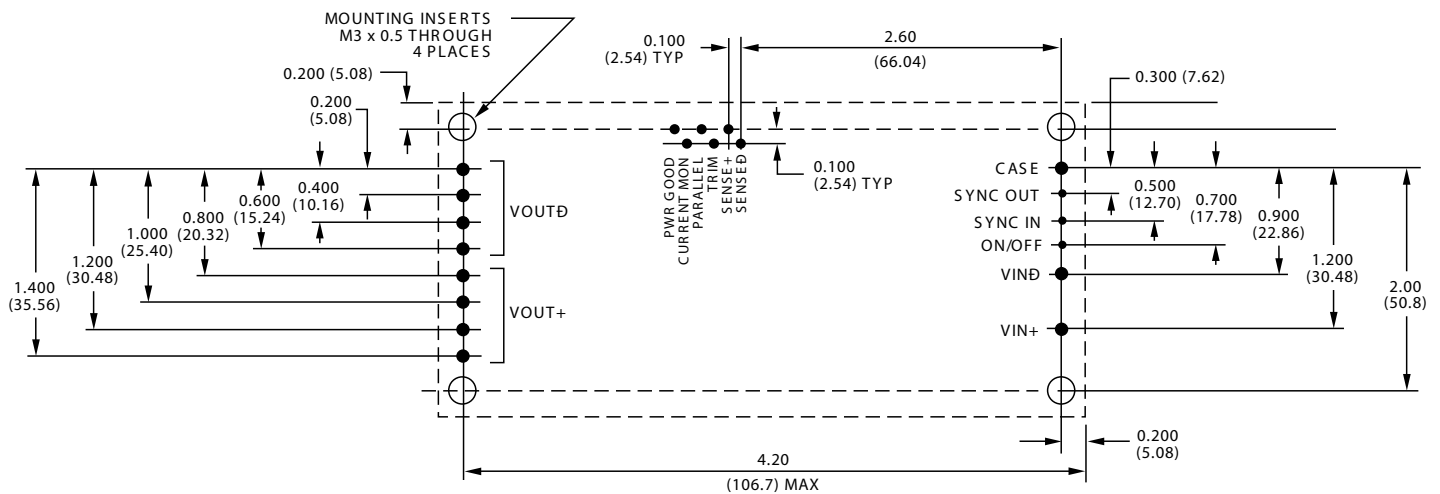 MOUNTING INSERTS
M3 x 0.5 THROUGH
4 PLACES
0.100
(2.54) TYP
2.60
(66.04)
0.200 (5.08)
0.300 (7.62)
0.200
(5.08)
0.100
(2.54) TYP
PWR GOOD
CURRENT MON
PARALLEL
TRIM
SENSE+
SENSEÐ
CASE
SYNC OUT
SYNC IN
ON/OFF
VINÐ
VIN+
0.400
(10.16)
0.600
(15.24)
0.800
(20.32)
1.000
(25.40)
1.200
(30.48)
1.400
(35.56)
VOUTÐ
VOUT+
0.500
(12.70)
0.700
(17.78)
0.900
(22.86)
1.200
(30.48)
2.00
(50.8)
0.200
(5.08)
4.20
(106.7) MAX